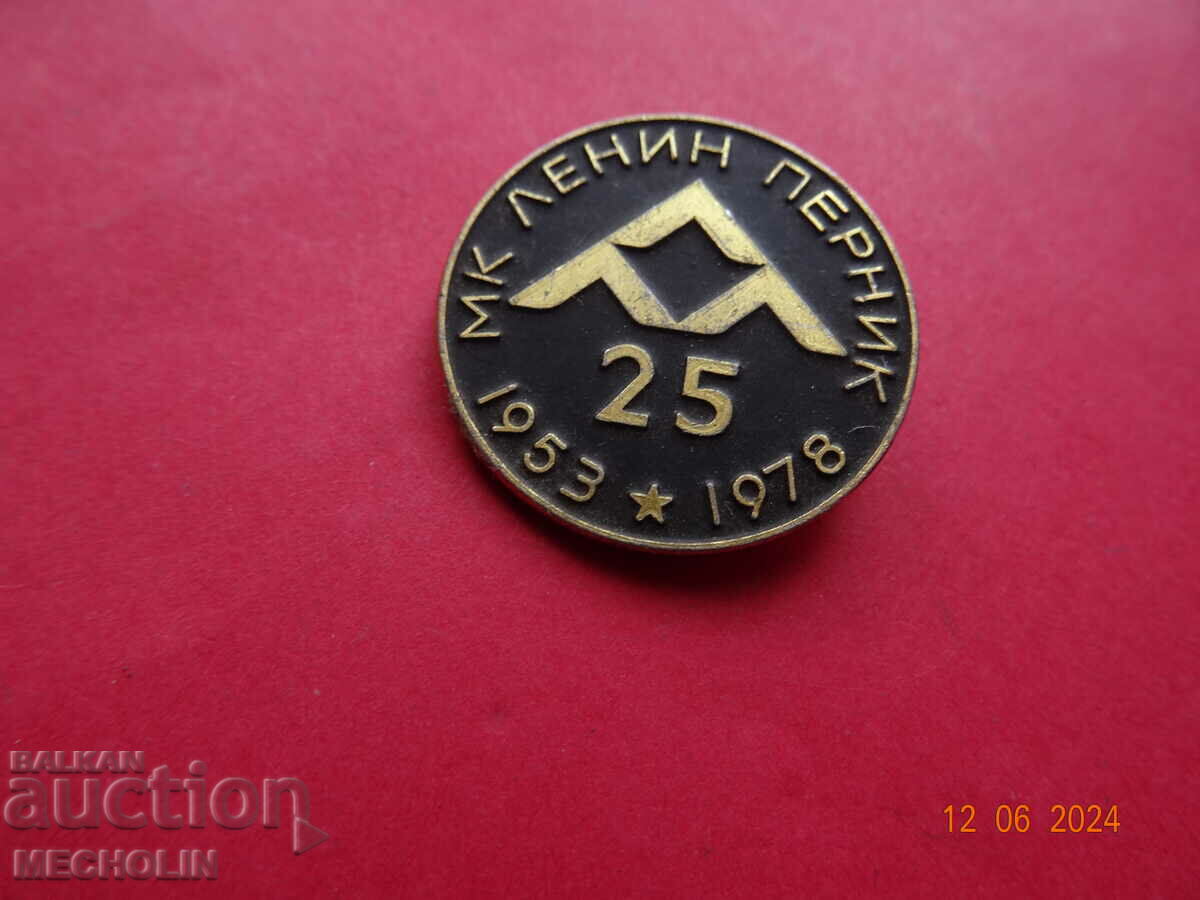 МК ЛЕНИН ПЕРНИК
25
1953 ★ 1978
BALKAN
auction
MECHOLIN
12 06 2024